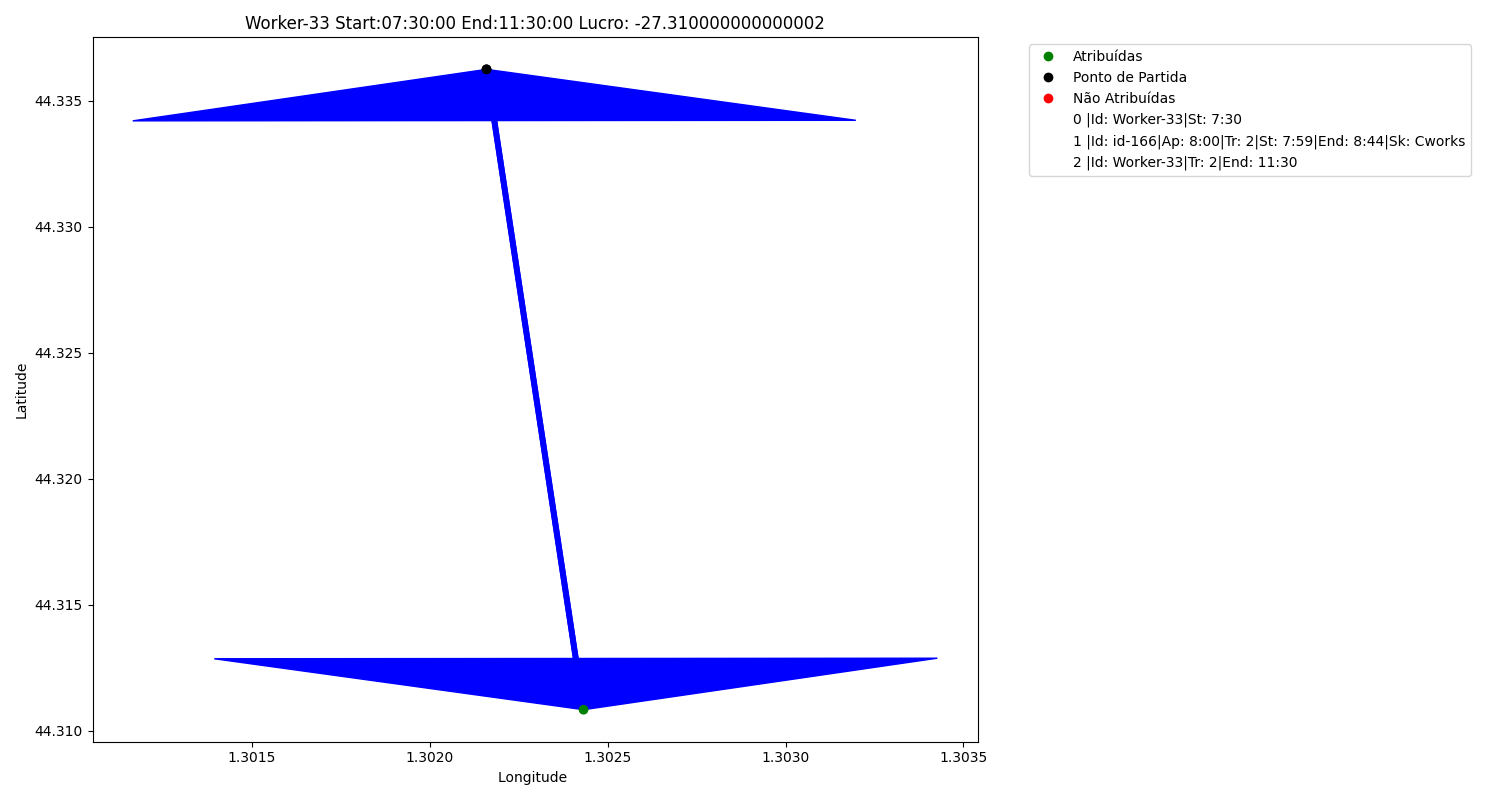 Worker-33 Start:07:30:00 End:11:30:00 Lucro: -27.310000000000002
Atribuídas
Ponto de Partida
Não Atribuídas
0 |Id: Worker-33|St: 7:30
1 |Id: id-166|Ap: 8:00|Tr: 2|St: 7:59|End: 8:44|Sk: Cworks
2 |Id: Worker-33|Tr: 2|End: 11:30
44.335
44.330
44.325
44.320
44.315
44.310
Latitude
1.3015
1.3020
1.3025
1.3030
1.3035
Longitude